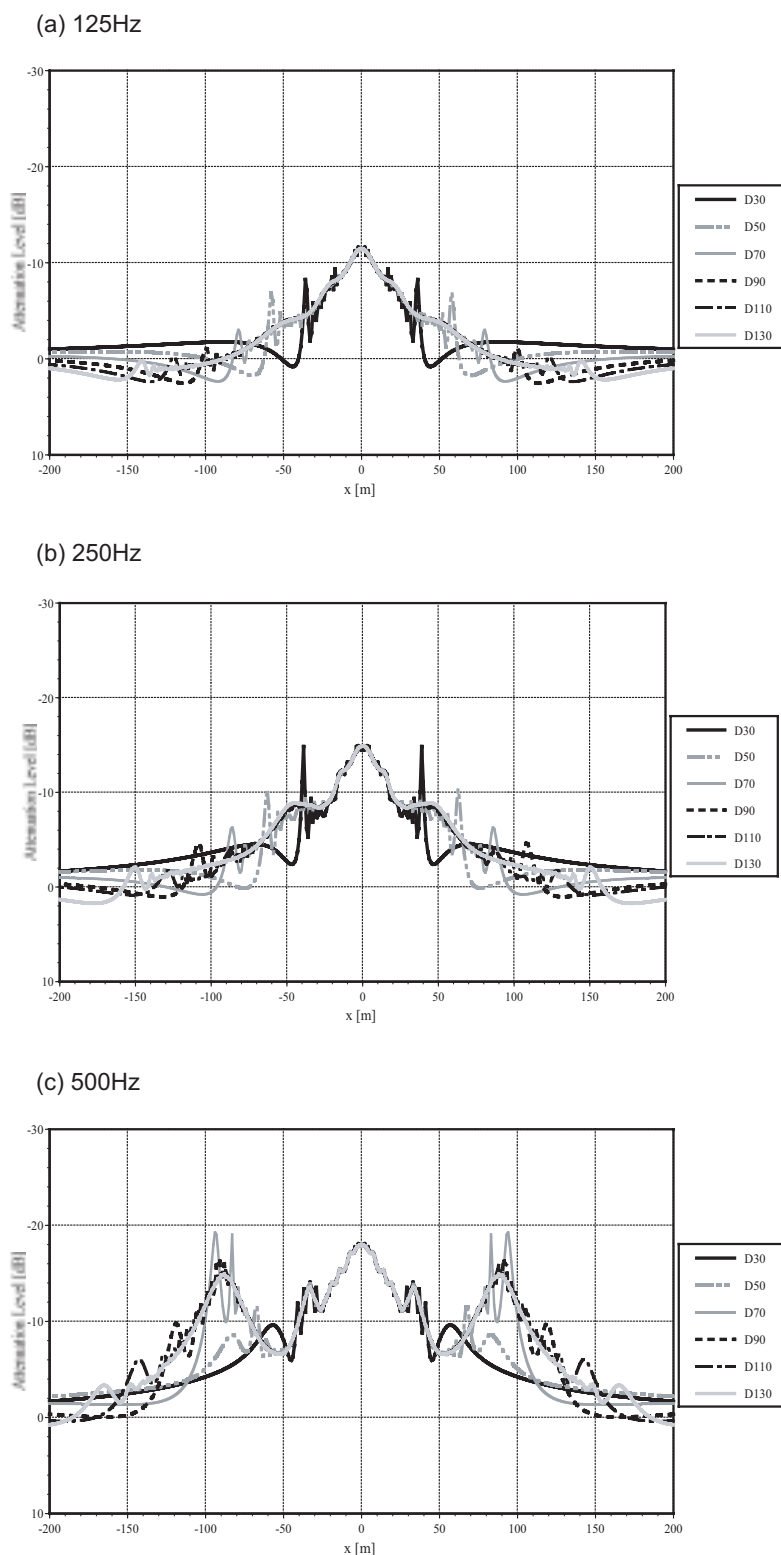 (a) 125Hz
-30
-20
-10
0
10
-200
-150
-100
-50
0
50
100
150
200
x [m]
Attenuation Level [dB]
D30
D50
D70
D90
D110
D130
(b) 250Hz
-30
-20
-10
0
10
-200
-150
-100
-50
0
50
100
150
200
x [m]
Attenuation Level [dB]
D30
D50
D70
D90
D110
D130
(c) 500Hz
-30
-20
-10
0
10
-200
-150
-100
-50
0
50
100
150
200
x [m]
Attenuation Level [dB]
D30
D50
D70
D90
D110
D130